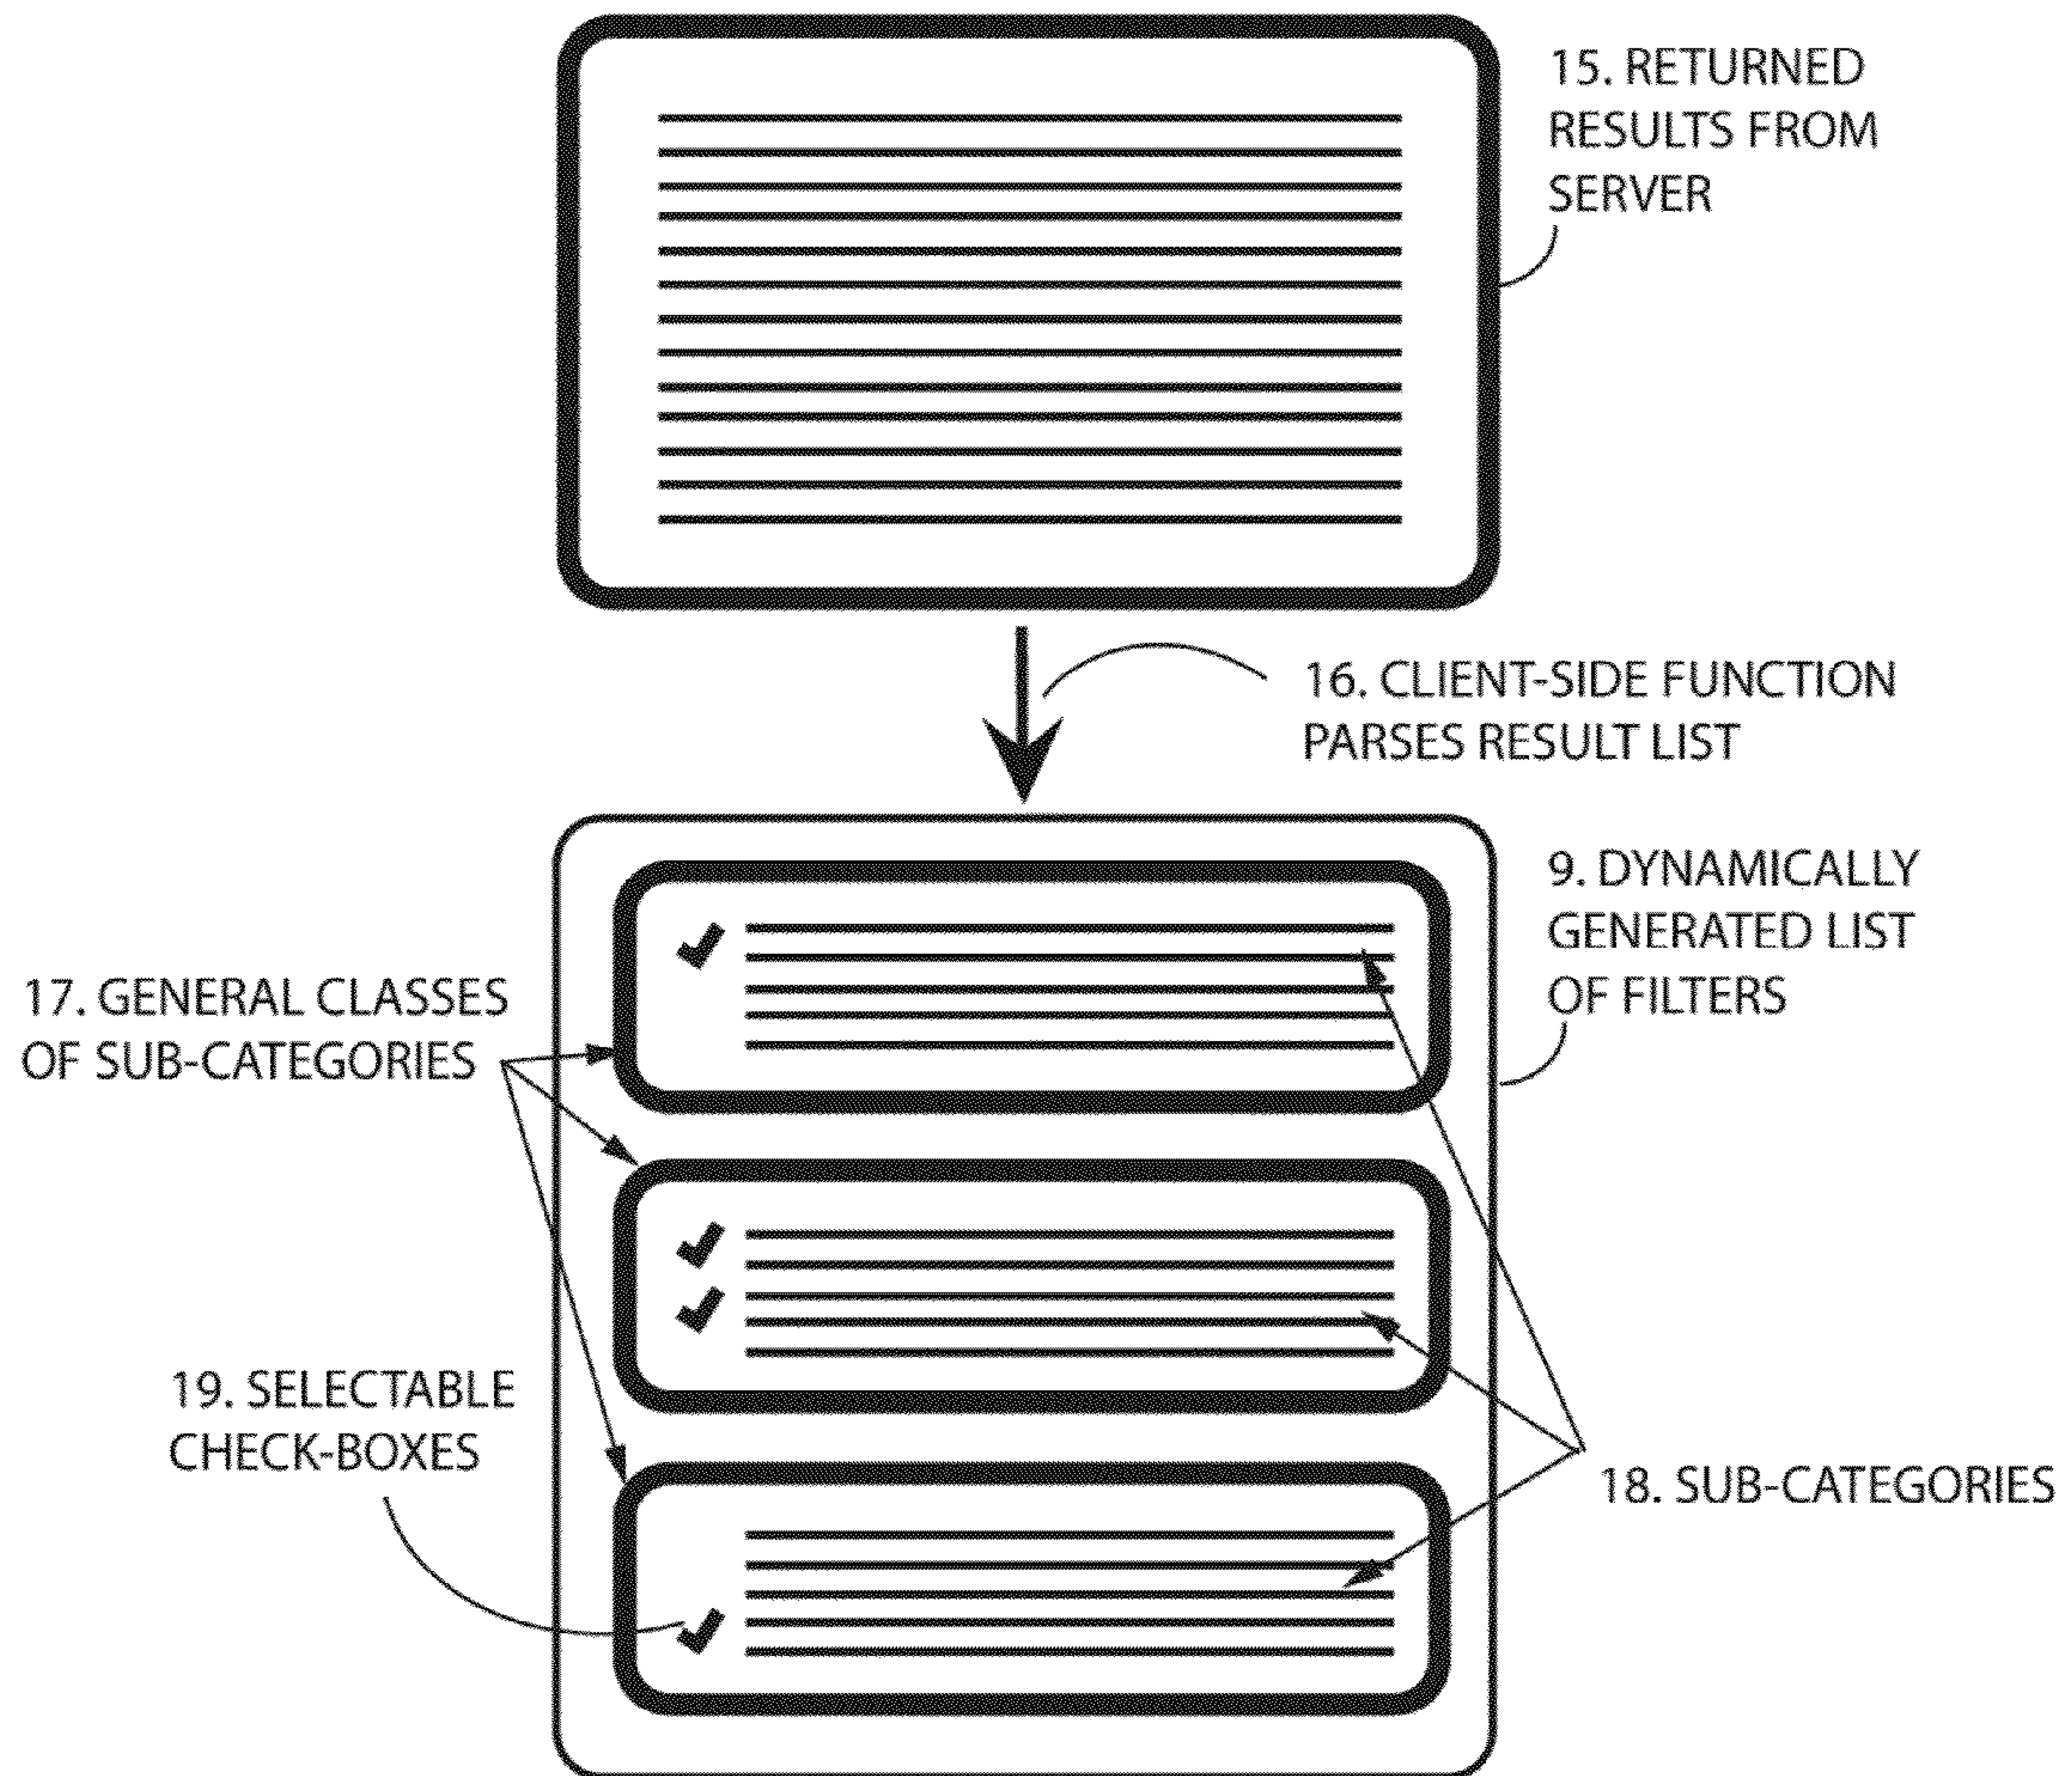 15. RETURNED
RESULTS FROM
SERVER
16. CLIENT-SIDE FUNCTION
PARSES RESULT LIST
9. DYNAMICALLY
GENERATED LIST
OF FILTERS
17. GENERAL CLASSES
OF SUB-CATEGORIES
19. SELECTABLE
CHECK-BOXES
18. SUB-CATEGORIES